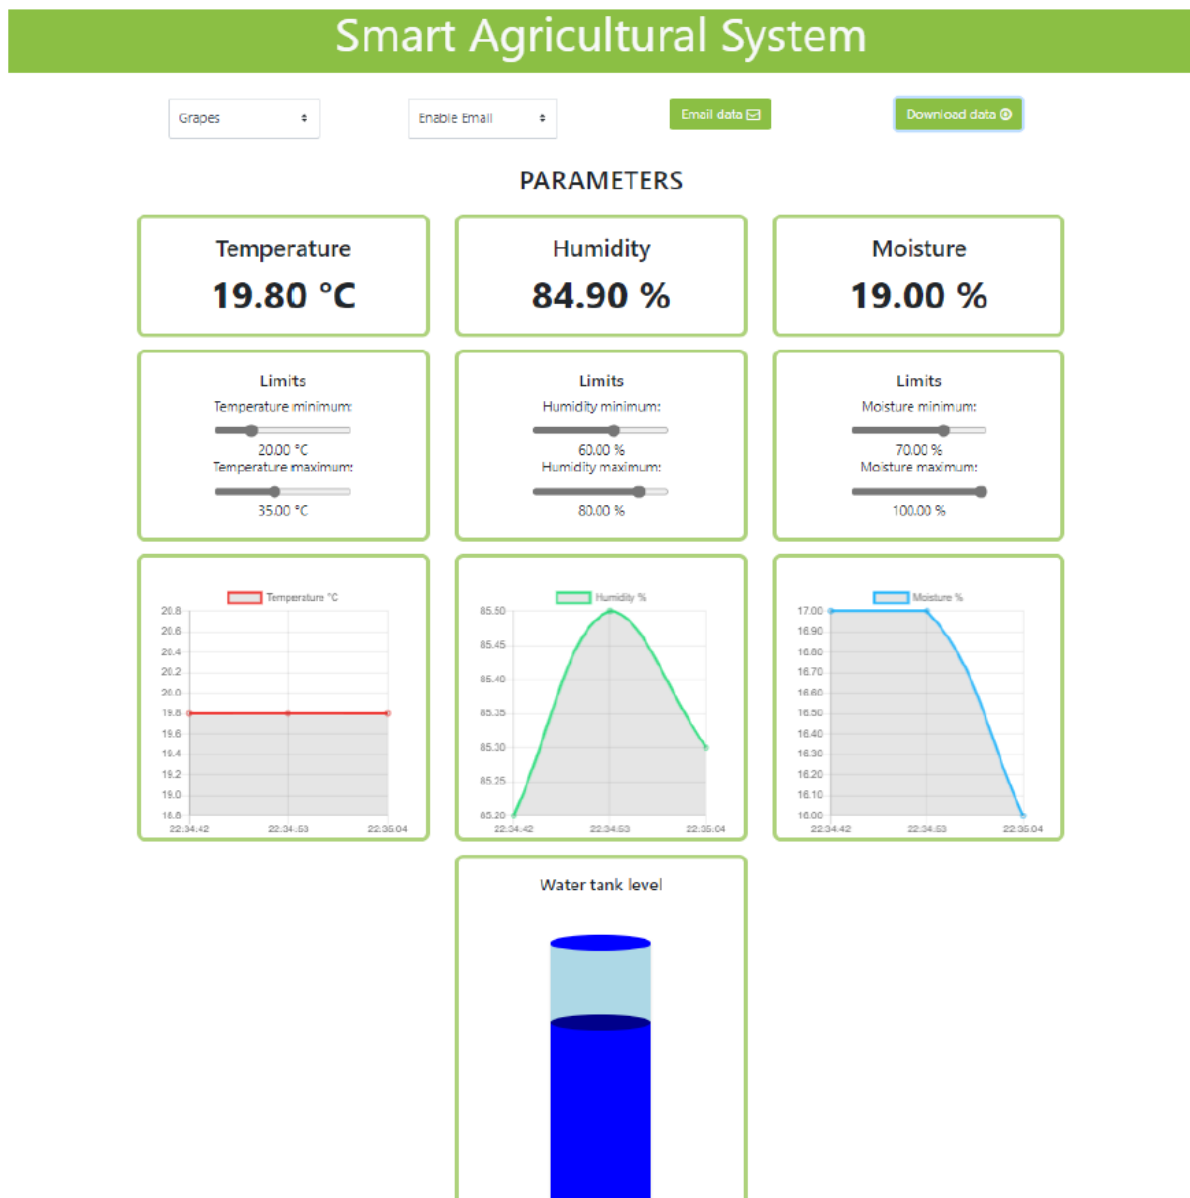 Smart Agricultural System
Grapes
Enable Email
Email data
Download data
PARAMETERS
Temperature
19.80 °C
Humidity
84.90 %
Moisture
19.00 %
Limits
Temperature minimum:
20.00 °C
Temperature maximum:
35.00 °C
Limits
Humidity minimum:
60.00 %
Humidity maximum:
80.00 %
Limits
Moisture minimum:
70.00 %
Moisture maximum:
100.00 %
Temperature °C
20.8
20.6
20.4
20.2
20.0
19.8
19.6
19.4
19.2
19.0
18.8
22:34:42
22:34:53
22:35:04
Humidity %
85.50
85.45
85.40
85.35
85.30
85.25
85.20
22:34:42
22:34:53
22:35:04
Moisture %
17.00
16.90
16.80
16.70
16.60
16.50
16.40
16.30
16.20
16.10
16.00
22:34:42
22:34:53
22:35:04
Water tank level